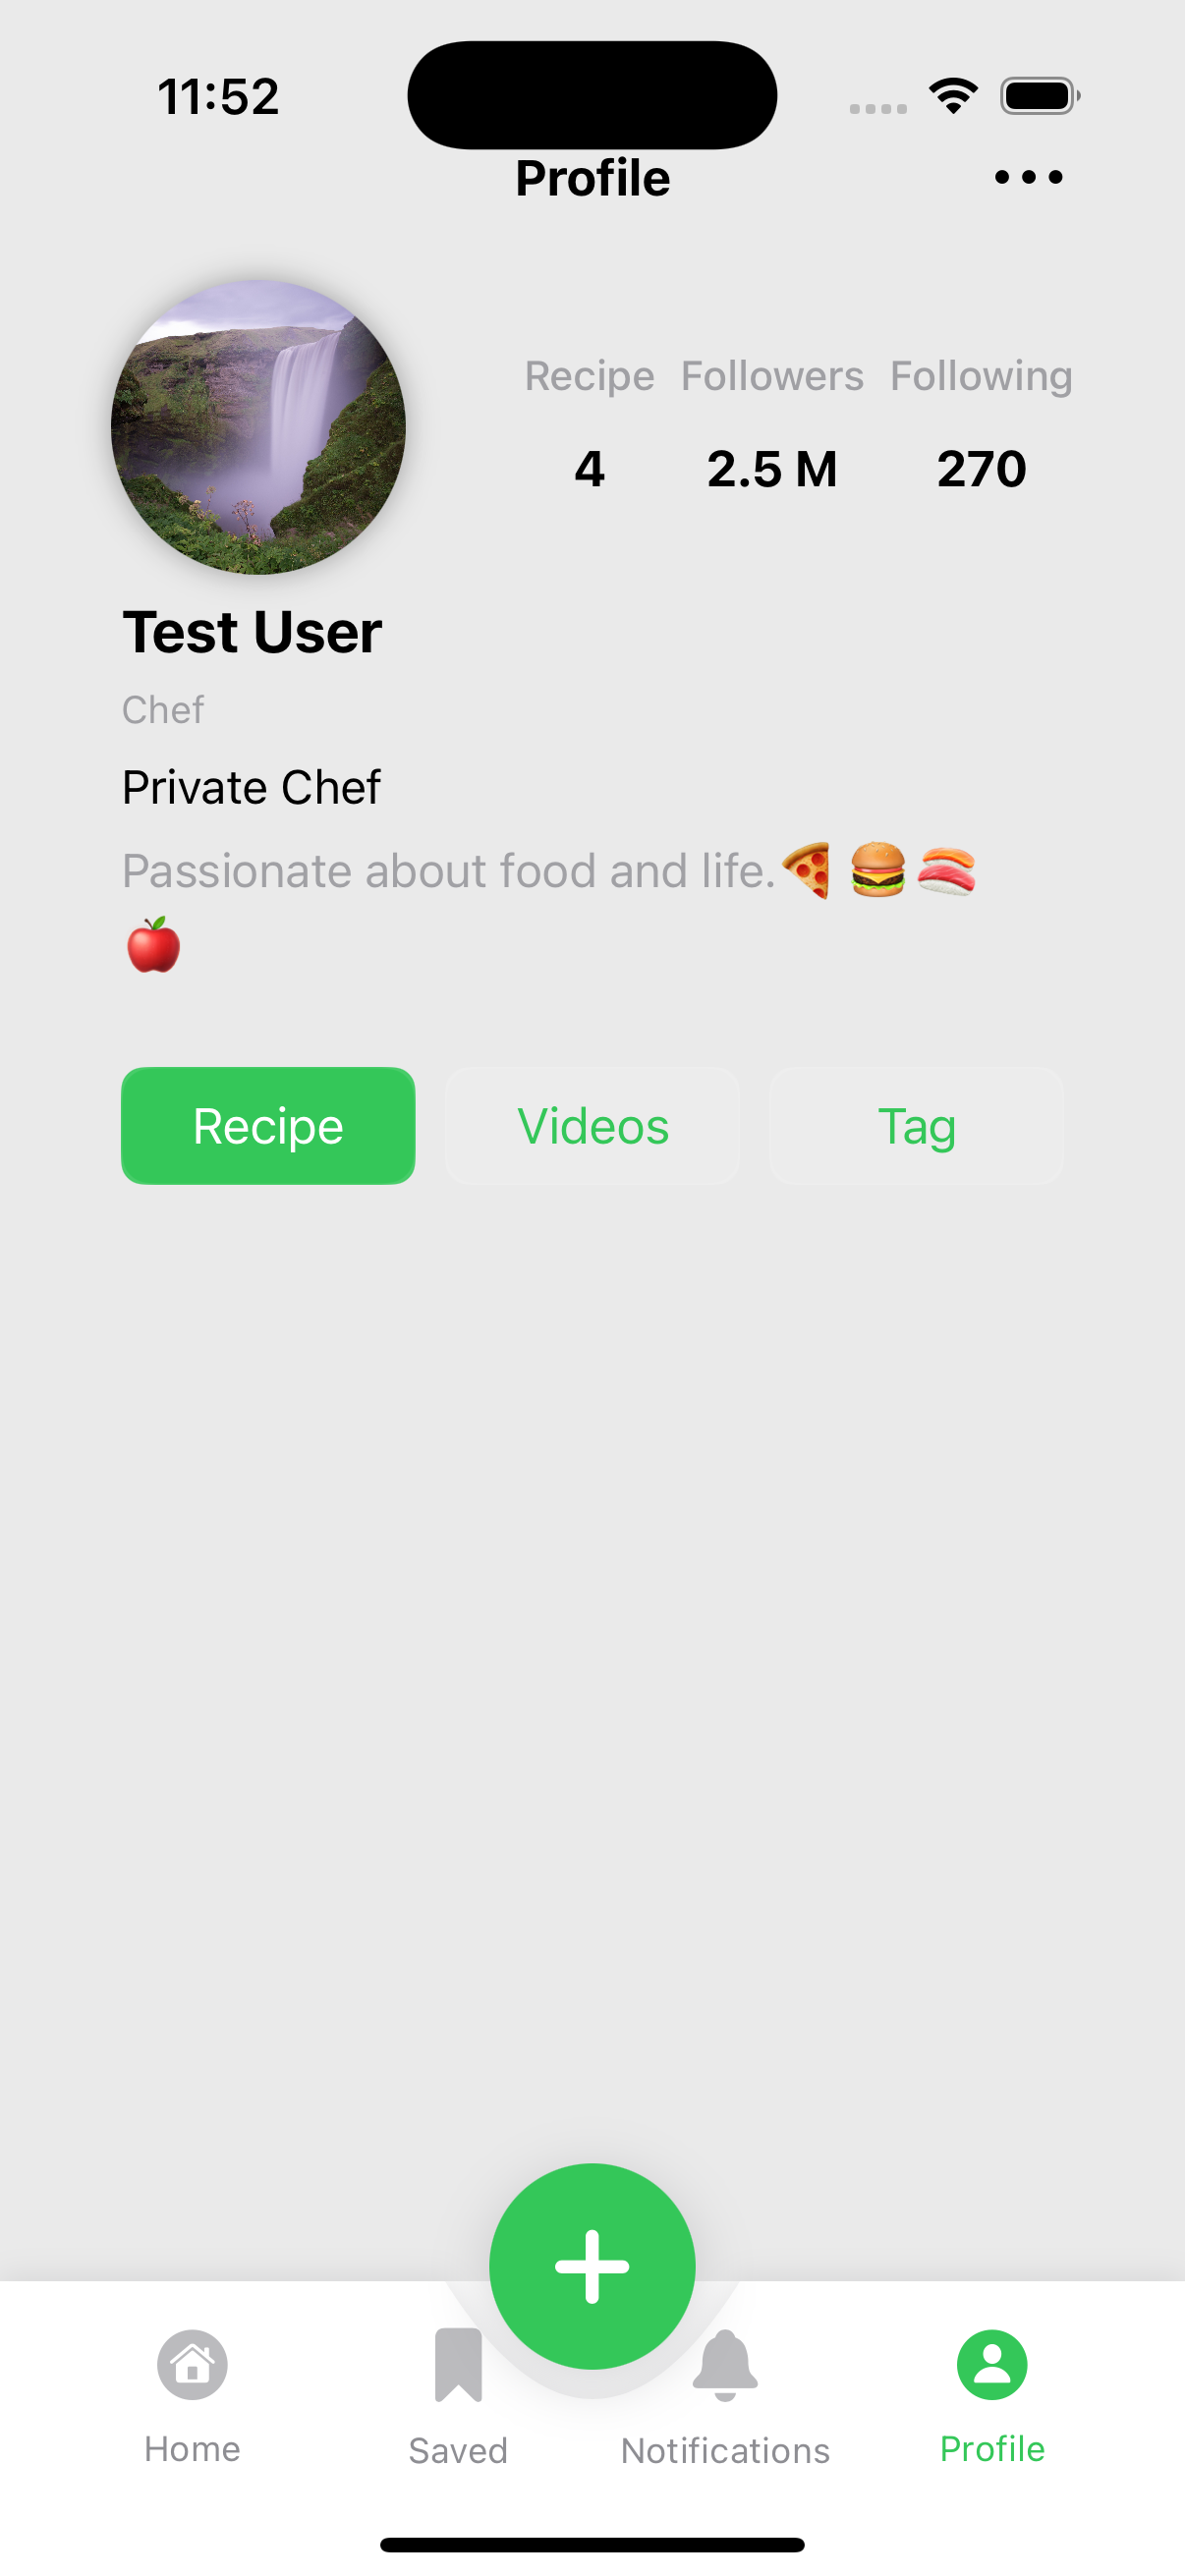 11:52
Profile
Recipe Followers Following
4 2.5 M 270
Test User
Chef
Private Chef
Passionate about food and life.🍕 🍔🍣
🍎
Recipe Videos Tag
Home Saved Notifications Profile